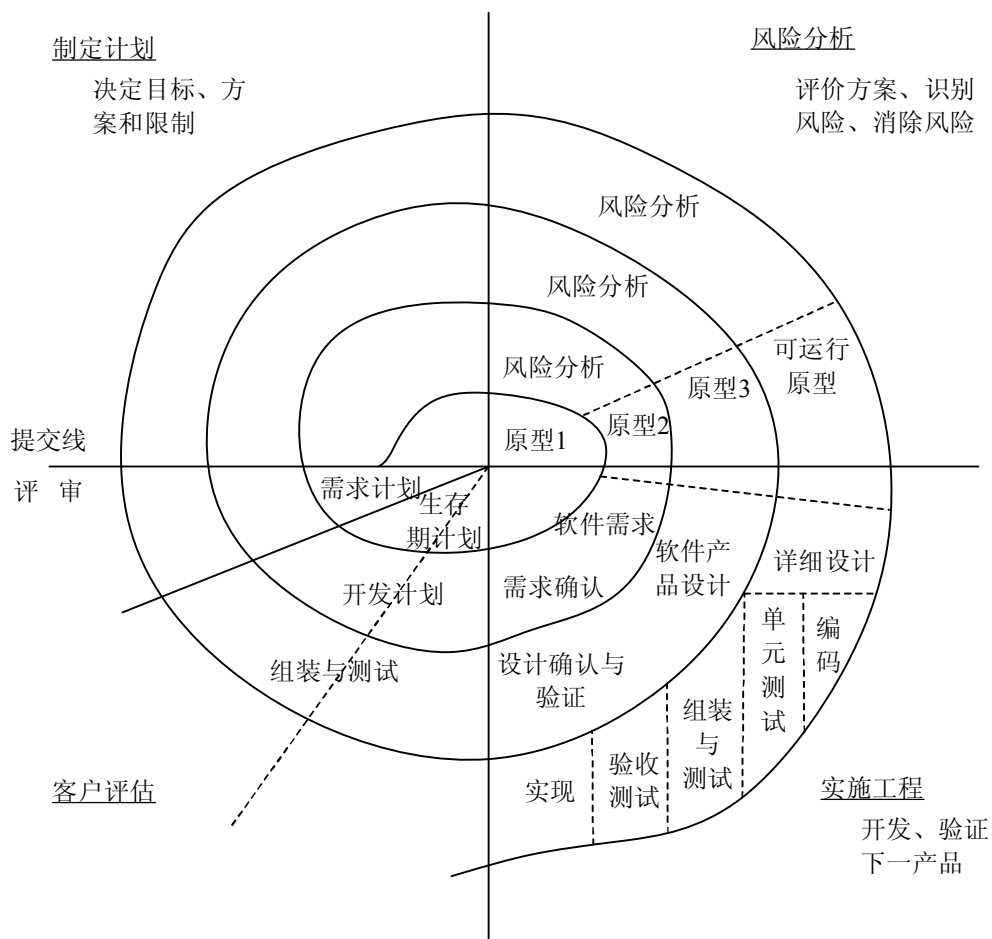 制定计划
决定目标、方
案和限制
风险分析
评价方案、识别
风险、消除风险
风险分析
风险分析
风险分析
可运行
原型
原型3
原型2
原型1
提交线
评 审
需求计划
生存
期计划
开发计划
组装与测试
软件需求
需求确认
软件产
品设计
设计确认与
验证
详细设计
编
码
单
元
测
试
组装
与
测试
验收
测试
实现
客户评估
实施工程
开发、验证
下一产品